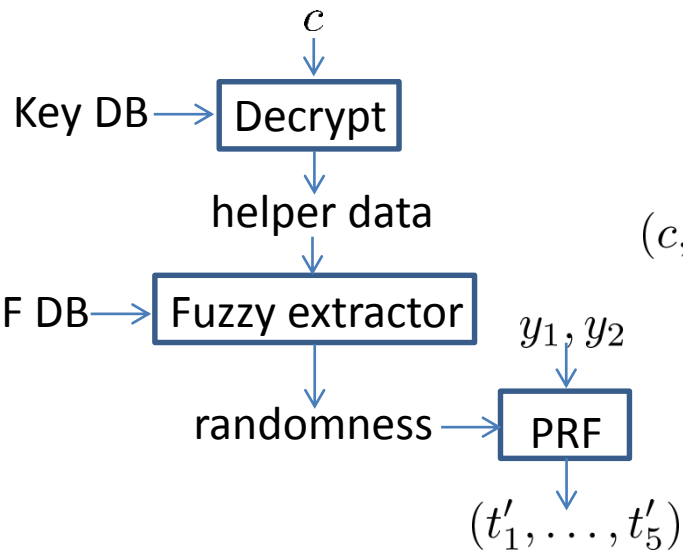 c
Key DB
Decrypt
helper data
(c,
F DB
Fuzzy extractor
y₁, y₂
randomness
PRF
(t′₁, . . . , t′₅)